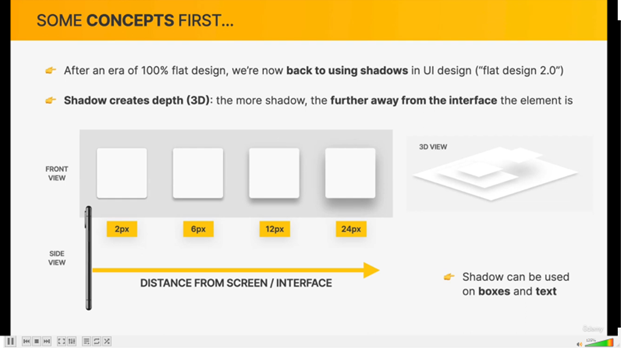 SOME CONCEPTS FIRST...
👉 After an era of 100% flat design, we're now back to using shadows in UI design ("flat design 2.0")
👉 Shadow creates depth (3D): the more shadow, the further away from the interface the element is
FRONT
VIEW
3D VIEW
2px 6px 12px 24px
SIDE
VIEW
DISTANCE FROM SCREEN / INTERFACE
👉 Shadow can be used
on boxes and text